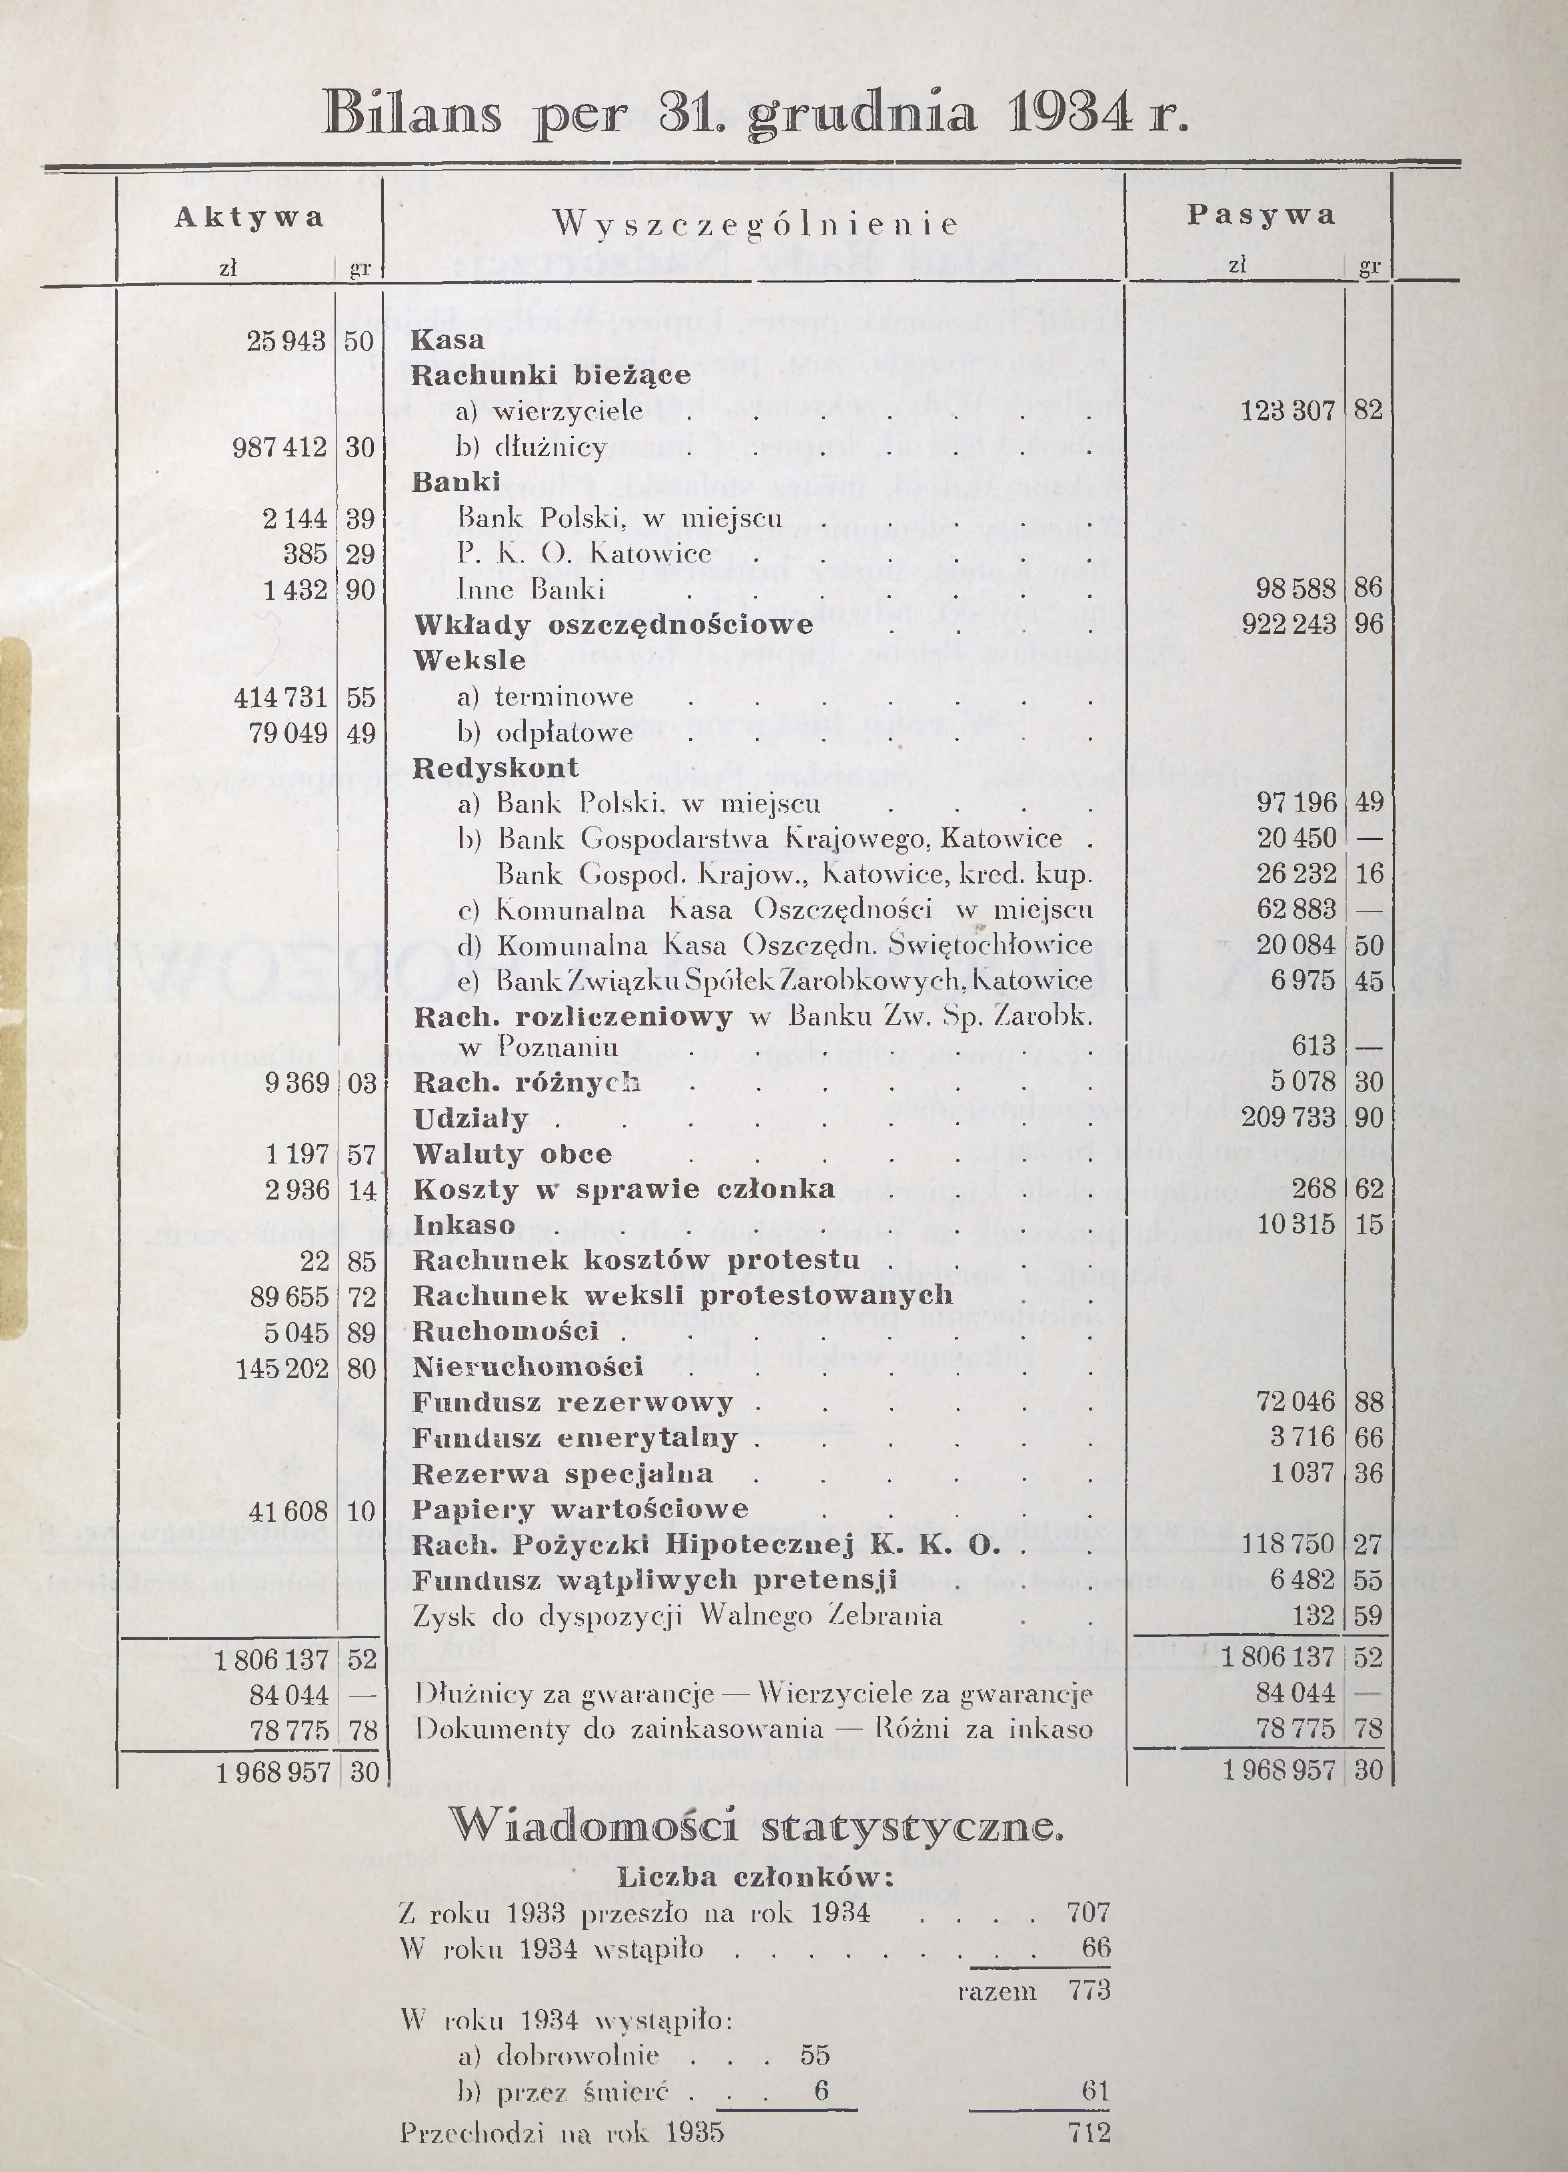 Bilans per 31. grudnia 1934 r.
Aktywa Wyszczególnienie Pasywa
zł gr zł gr
25 943 50 Kasa
Rachunki bieżące
a) wierzyciele . . . . . . . 123 307 82
987 412 30 b) dłużnicy . . . . . . .
Banki
2 144 39 Bank Polski, w miejscu . . . . .
385 29 P. K. O. Katowice . . . . . .
1 432 90 Inne Banki . . . . . . . 98 588 86
Wkłady oszczędnościowe . . . . 922 243 96
Weksle
414 731 55 a) terminowe . . . . . . .
79 049 49 b) odpłatowe . . . . . . .
Redyskont
a) Bank Polski, w miejscu . . . . 97 196 49
b) Bank Gospodarstwa Krajowego, Katowice . 20 450 —
Bank Gospod. Krajow., Katowice, kred. kup. 26 232 16
c) Komunalna Kasa Oszczędności w miejscu 62 883 —
d) Komunalna Kasa Oszczędn. Świętochłowice 20 084 50
e) Bank Związku Spółek Zarobkowych, Katowice 6 975 45
Rach. rozliczeniowy w Banku Zw. Sp. Zarobk.
w Poznaniu . . . . . . . 613 —
9 369 03 Rach. różnych . . . . . . . 5 078 30
Udziały . . . . . . . . . 209 733 90
1 197 57 Waluty obce . . . . . . .
2 936 14 Koszty w sprawie członka . . . . 268 62
Inkaso . . . . . . . . . 10 315 15
22 85 Rachunek kosztów protestu . . . .
89 655 72 Rachunek weksli protestowanych . .
5 045 89 Ruchomości . . . . . . . .
145 202 80 Nieruchomości . . . . . . .
Fundusz rezerwowy . . . . . . 72 046 88
Fundusz emerytalny . . . . . . 3 716 66
Rezerwa specjalna . . . . . . 1 037 36
41 608 10 Papiery wartościowe . . . . .
Rach. Pożyczki Hipotecznej K. K. O. . . 118 750 27
Fundusz wątpliwych pretensji . . . 6 482 55
Zysk do dyspozycji Walnego Zebrania . . 132 59
1 806 137 52 1 806 137 52
84 044 — Dłużnicy za gwarancje — Wierzyciele za gwarancje 84 044 —
78 775 78 Dokumenty do zainkasowania — Różni za inkaso 78 775 78
1 968 957 30 1 968 957 30
Wiadomości statystyczne.
Liczba członków:
Z roku 1933 przeszło na rok 1934 . . . . 707
W roku 1934 wstąpiło . . . . . . . . . 66
razem 773
W roku 1934 wystąpiło:
a) dobrowolnie . . . 55
b) przez śmierć . . . 6 61
Przechodzi na rok 1935 712